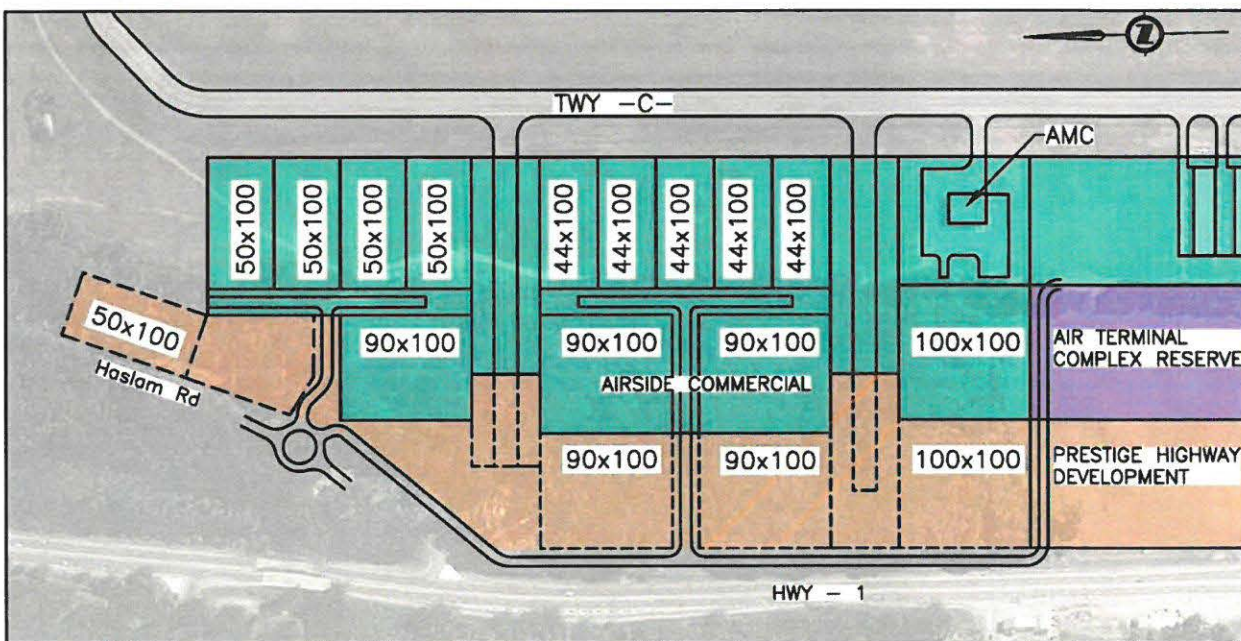 TWY -C-
AMC
50x100
50x100
50x100
50x100
44x100
44x100
44x100
44x100
44x100
50x100
Haslam Rd
90x100
90x100
90x100
100x100
AIR TERMINAL
COMPLEX RESERVE
AIRSIDE COMMERCIAL
90x100
90x100
100x100
PRESTIGE HIGHWAY
DEVELOPMENT
HWY - 1